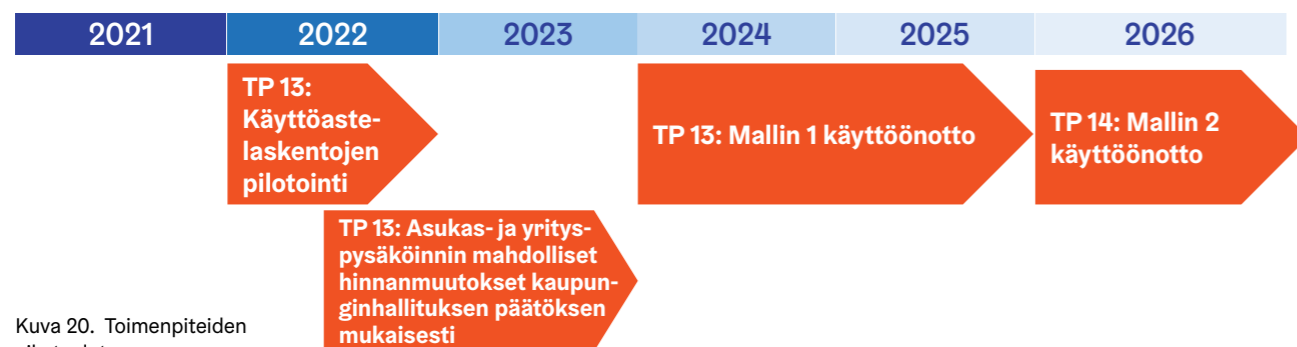 2021 2022 2023 2024 2025 2026
TP 13:
Käyttöaste-
laskentojen
pilotointi
TP 13: Mallin 1 käyttöönotto
TP 14: Mallin 2
käyttöönotto
TP 13: Asukas- ja yritys-
pysäköinnin mahdolliset
hinnanmuutokset kaupun-
ginhallituksen päätöksen
mukaisesti
Kuva 20. Toimenpiteiden